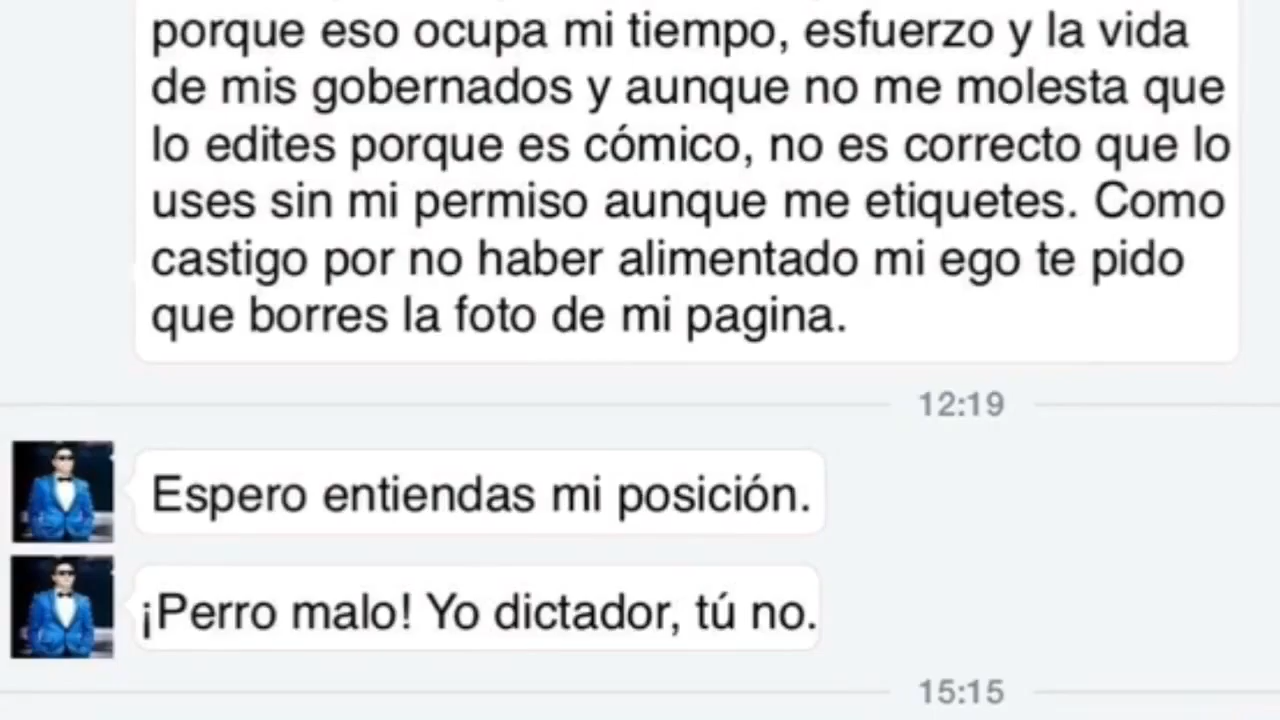 porque eso ocupa mi tiempo, esfuerzo y la vida
de mis gobernados y aunque no me molesta que
lo edites porque es cómico, no es correcto que lo
uses sin mi permiso aunque me etiquetes. Como
castigo por no haber alimentado mi ego te pido
que borres la foto de mi pagina.
12:19
Espero entiendas mi posición.
¡Perro malo! Yo dictador, tú no.
15:15